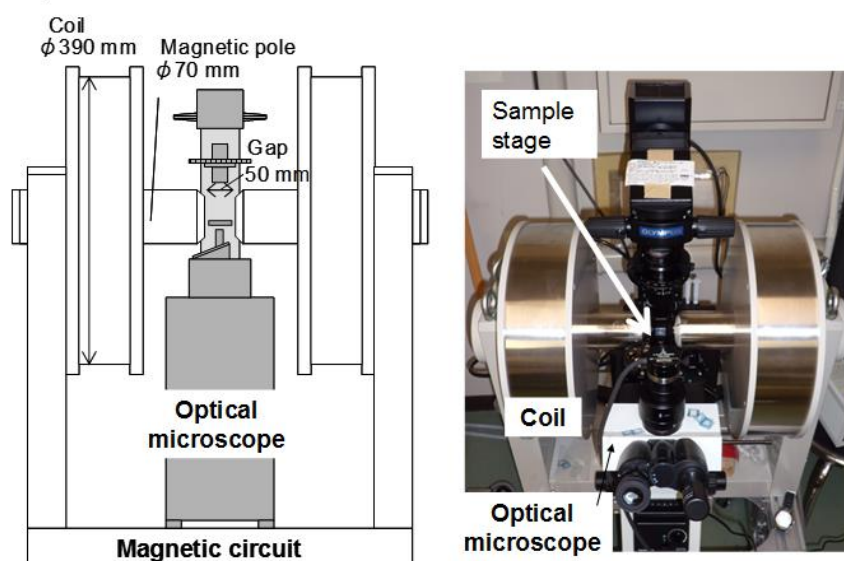 Coil
ϕ390 mm
Magnetic pole
ϕ70 mm
Gap
50 mm
Optical
microscope
Magnetic circuit
Sample
stage
OLYMPUS
Coil
Optical
microscope